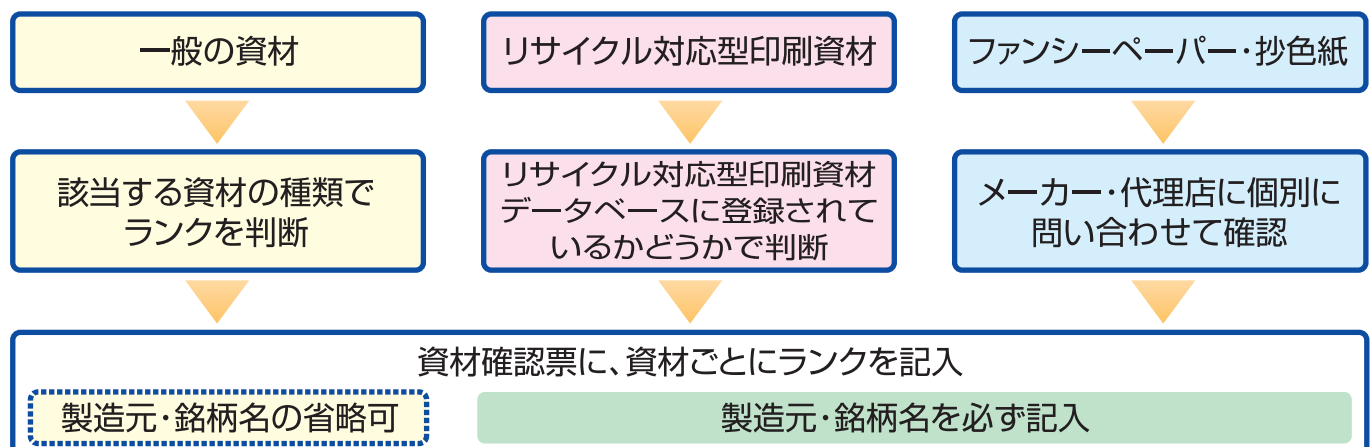 一般の資材
リサイクル対応型印刷資材
ファンシーペーパー・抄色紙
該当する資材の種類で
ランクを判断
リサイクル対応型印刷資材
データベースに登録されて
いるかどうかで判断
メーカー・代理店に個別に
問い合わせて確認
資材確認票に、資材ごとにランクを記入
製造元・銘柄名の省略可
製造元・銘柄名を必ず記入